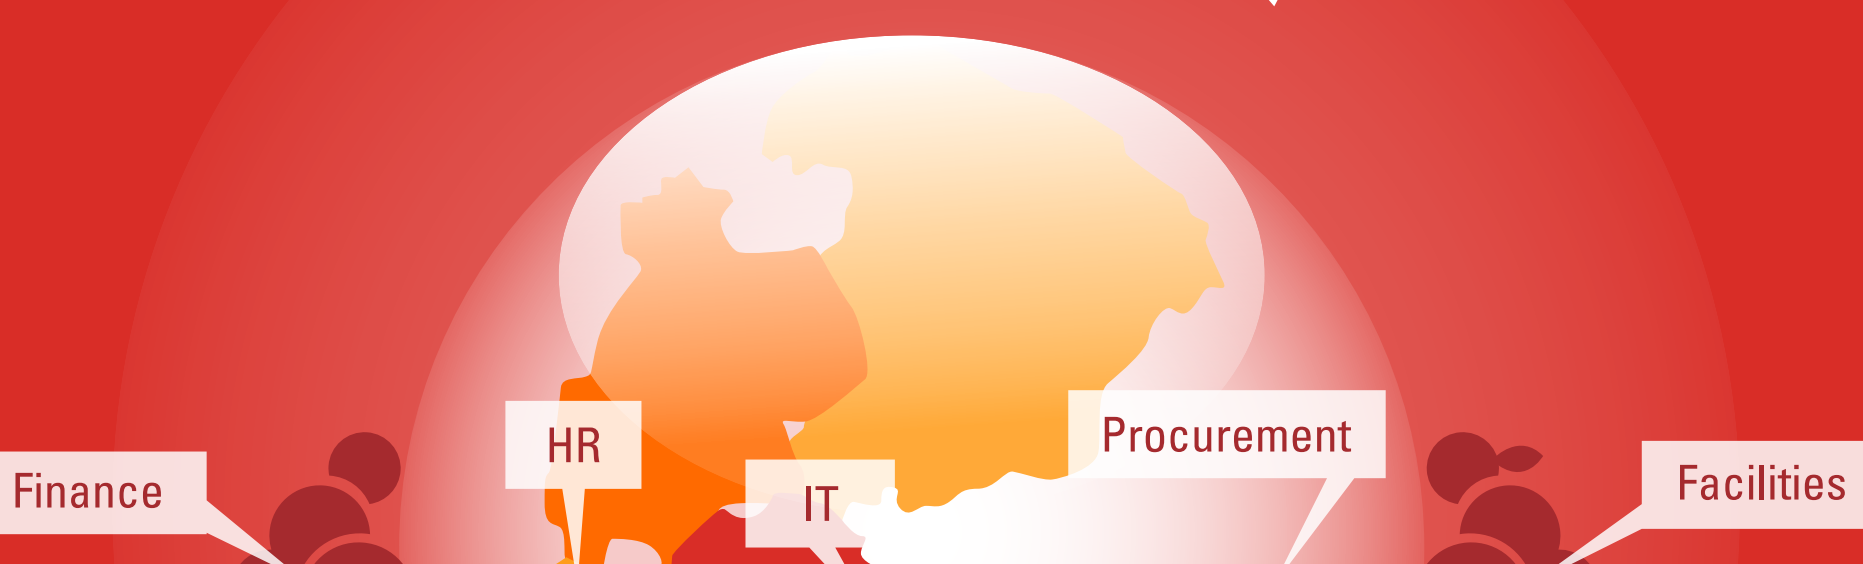 Finance
HR
IT
Procurement
Facilities